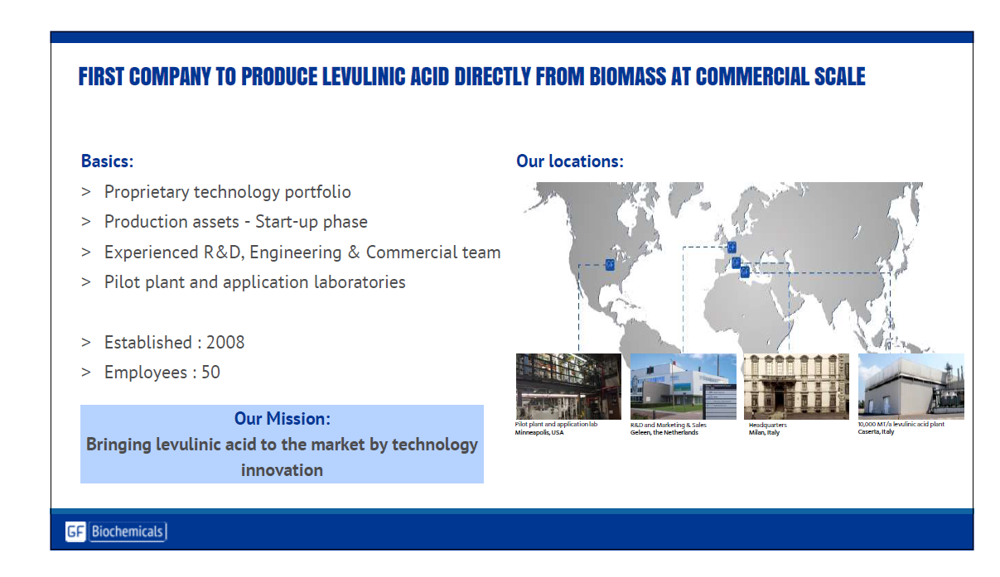 FIRST COMPANY TO PRODUCE LEVULINIC ACID DIRECTLY FROM BIOMASS AT COMMERCIAL SCALE
Basics:
> Proprietary technology portfolio
> Production assets - Start-up phase
> Experienced R&D, Engineering & Commercial team
> Pilot plant and application laboratories
> Established : 2008
> Employees : 50
Our Mission:
Bringing levulinic acid to the market by technology
innovation
Our locations:
GF
GF
GF
GF
Pilot plant and application lab
Minneapolis, USA
R&D and Marketing & Sales
Geleen, the Netherlands
Headquarters
Milan, Italy
10,000 MT/a levulinic acid plant
Caserta, Italy
GF Biochemicals